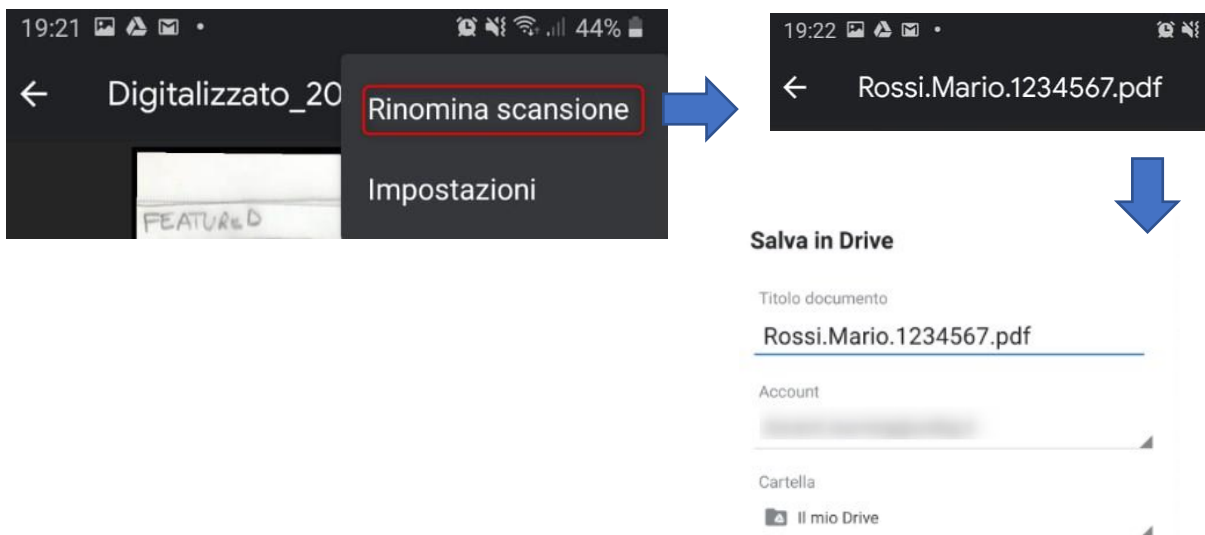 19:21
44%
Digitalizzato_20
Rinomina scansione
Impostazioni
FEATURED
19:22
Rossi.Mario.1234567.pdf
Salva in Drive
Titolo documento
Rossi.Mario.1234567.pdf
Account
Cartella
Il mio Drive